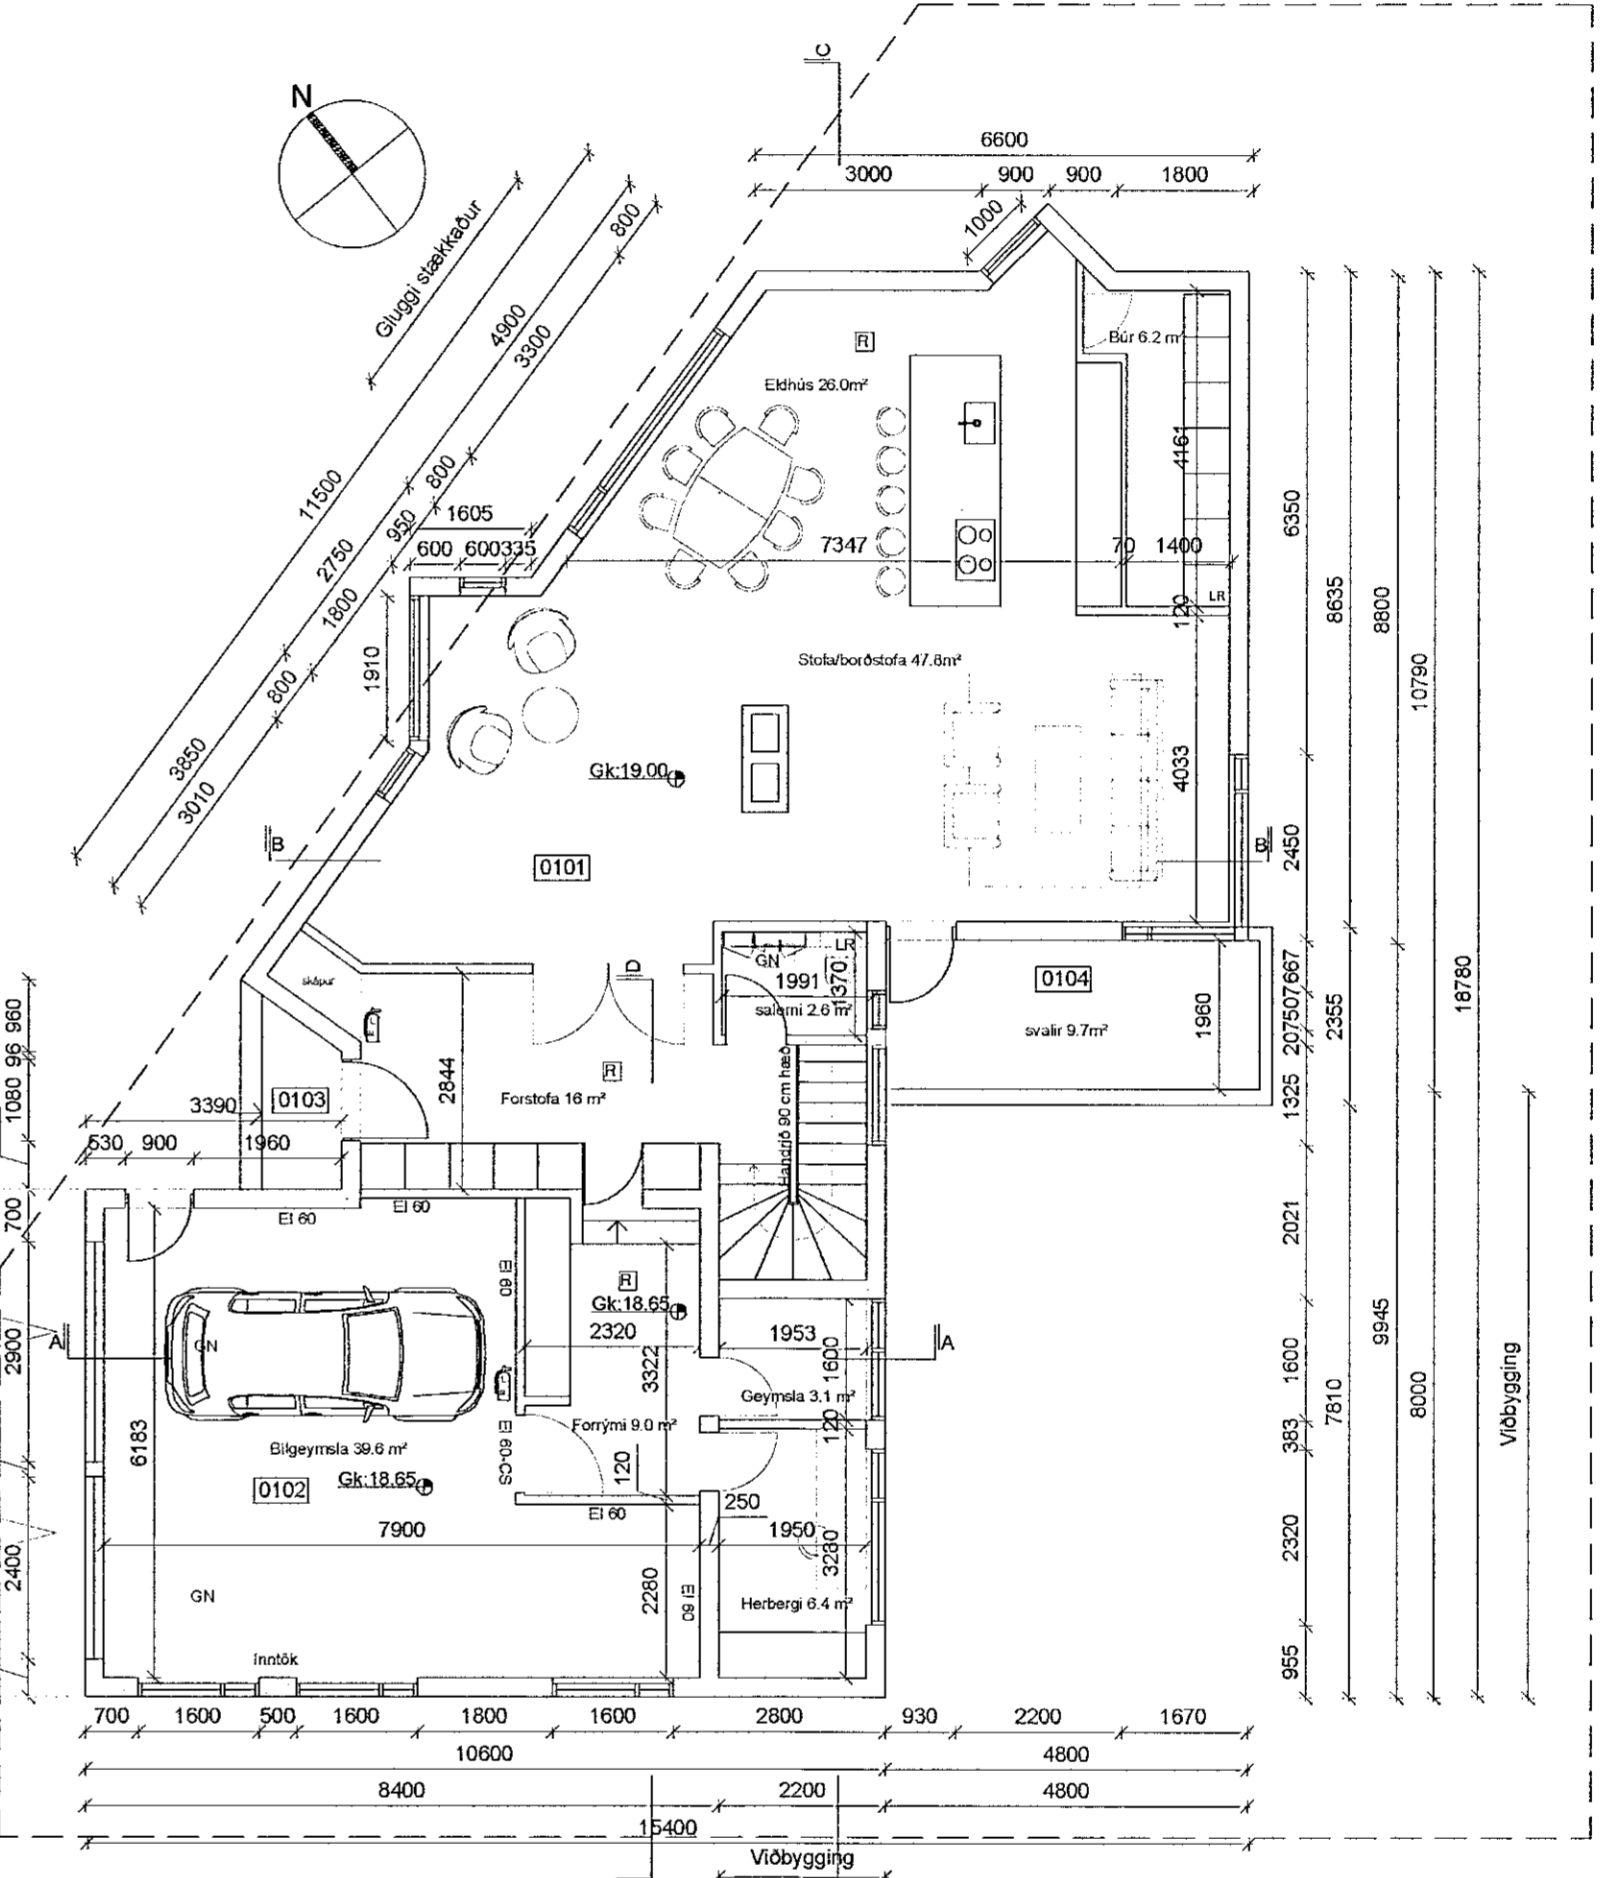 N
C
6600
3000 900 900 1800
1000
Gluggi stækkaður
800
4900
3300
11500
800
950
2750
1800
800
3850
3010
1605
600 600 335
1910
R
Búr 6.2 m²
Eldhús 26.0m²
4161
7347 70 1400
LR
120
Stofa/borðstofa 47.8m²
4033
Gk:19.00
B
B
0101
6350
2450
667
507
207
1325
2021
1600
383
2320
955
8635
2355
7810
8800
9945
10790
8000
18780
Viðbygging
LR
GN
1991
1370
salerni 2.6 m²
D
0104
svalir 9.7m²
1960
skápur
2844
R
Forstofa 16 m²
Handrið 90 cm hæð
0103
3390
530 900 1960
960
96
1080
700
2900
2400
EI 60
EI 60
EI 60
R
Gk:18.65
2320
3322
1953
1600
A
A
GN
Geymsla 3.1 m²
Forrými 9.0 m²
120
120
EI 60-CS
6183
Bílgeymsla 39.6 m²
0102
Gk:18.65
EI 60
250
7900
1950
3280
2280
EI 60
GN
Herbergi 6.4 m²
Inntök
700 1600 500 1600 1800 1600 2800 930 2200 1670
10600 4800
8400 2200 4800
15400
Viðbygging